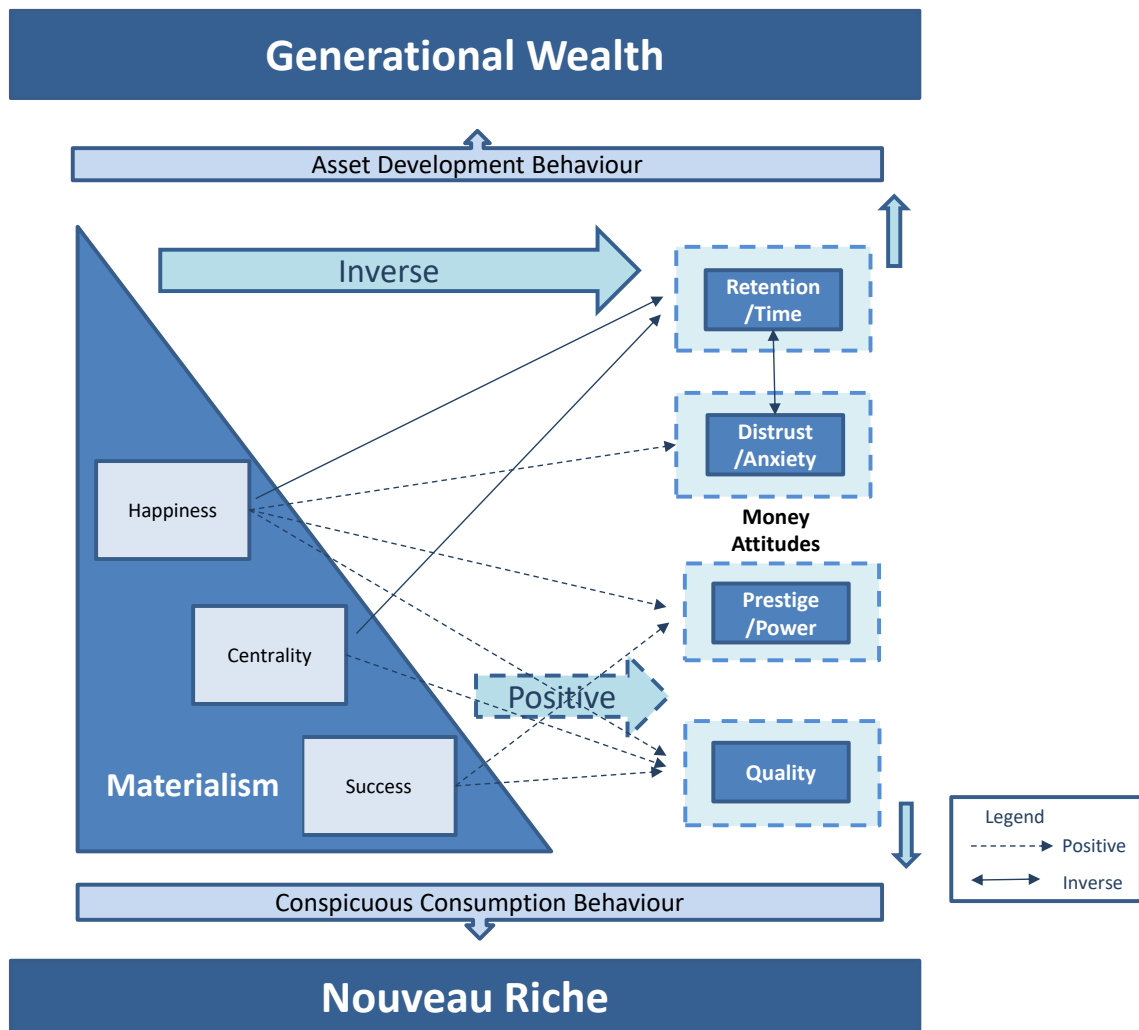 Generational Wealth
Asset Development Behaviour
Inverse
Retention
/Time
Distrust
/Anxiety
Happiness
Money
Attitudes
Prestige
/Power
Centrality
Positive
Quality
Materialism
Success
Legend
Positive
Inverse
Conspicuous Consumption Behaviour
Nouveau Riche